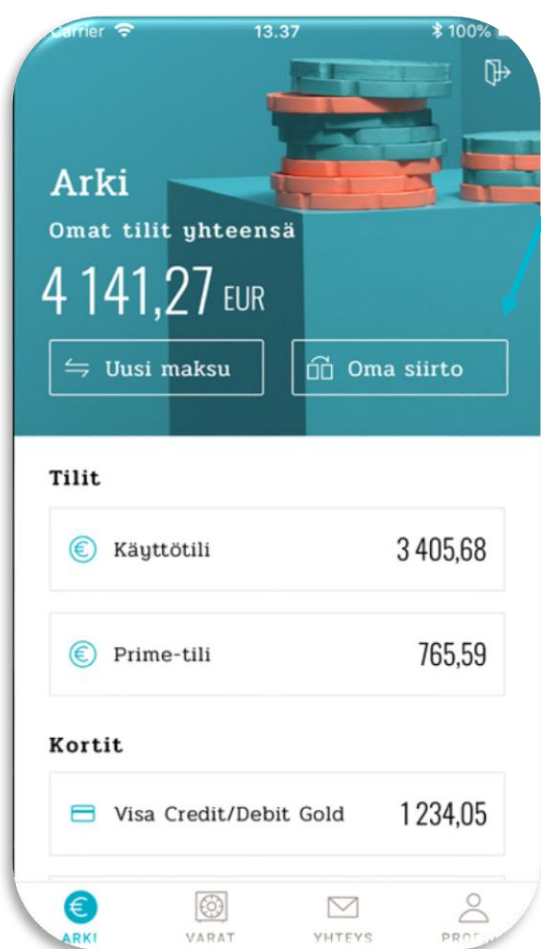 Carrier 13.37 100%
Arki
Omat tilit yhteensä
4 141,27 EUR
Uusi maksu Oma siirto
Tilit
Käyttötili 3 405,68
Prime-tili 765,59
Kortit
Visa Credit/Debit Gold 1 234,05
ARKI VARAT YHTEYS